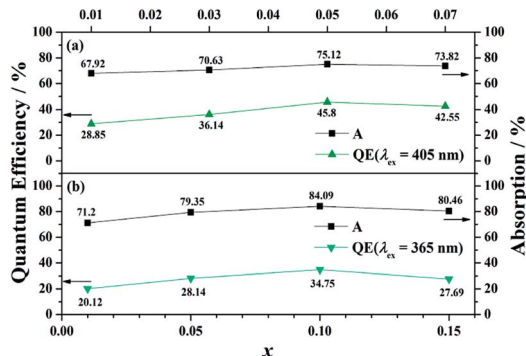 0.01 0.02 0.03 0.04 0.05 0.06 0.07
100 (a) 100
80 67.92 70.63 75.12 73.82 80
60 60
40 28.85 36.14 45.8 42.55 40
20 A 20
QE(λex = 405 nm)
0 0
100 (b) 100
80 71.2 79.35 84.09 80.46 80
60 A 60
40 QE(λex = 365 nm) 40
20 20.12 28.14 34.75 27.69 20
0 0
0.00 0.05 0.10 0.15
x
Quantum Efficiency / %
Absorption / %